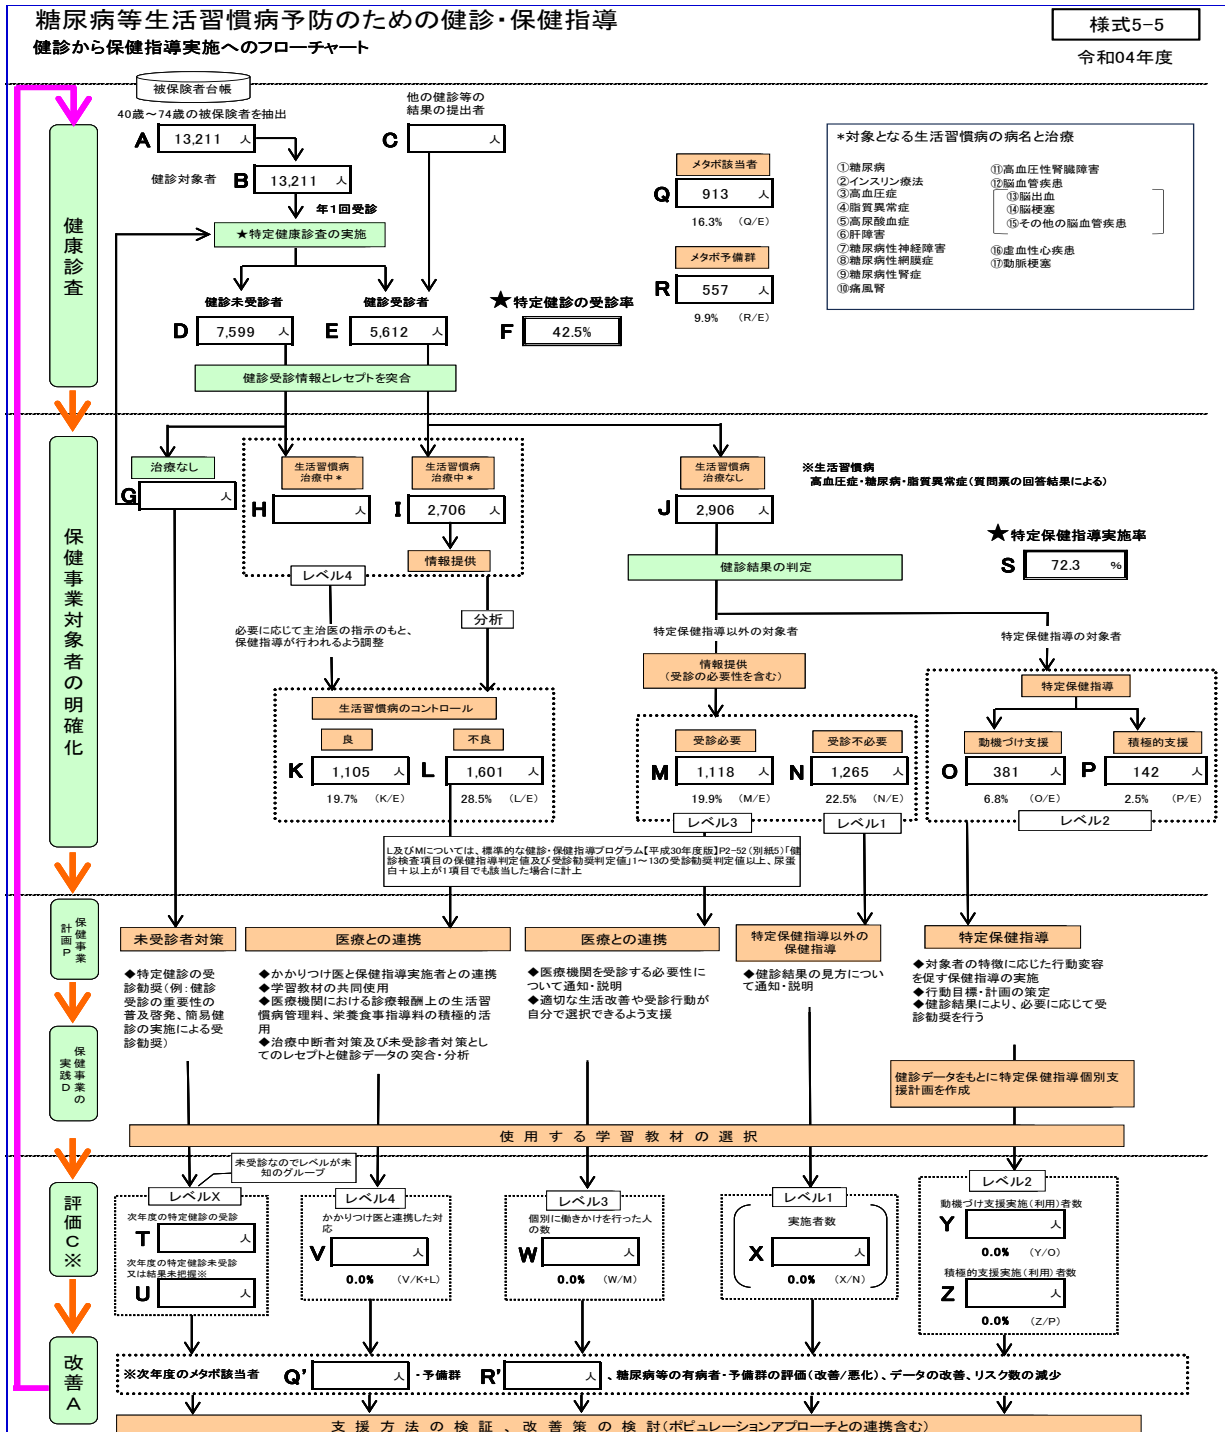 糖尿病等生活習慣病予防のための健診・保健指導
様式5-5
健診から保健指導実施へのフローチャート
令和04年度
被保険者台帳
40歳～74歳の被保険者を抽出
他の健診等の
結果の提出者
A 13,211 人
C 人
健診対象者 B 13,211 人
年1回受診
★特定健康診査の実施
メタボ該当者
Q 913 人
16.3% (Q/E)
メタボ予備群
R 557 人
9.9% (R/E)
*対象となる生活習慣病の病名と治療
①糖尿病
②インスリン療法
③高血圧症
④脂質異常症
⑤高尿酸血症
⑥肝障害
⑦糖尿病性神経障害
⑧糖尿病性網膜症
⑨糖尿病性腎症
⑩痛風腎
⑪高血圧性腎臓障害
⑫脳血管疾患
⑬脳出血
⑭脳梗塞
⑮その他の脳血管疾患
⑯虚血性心疾患
⑰動脈梗塞
健康診査
健診未受診者
健診受診者
★特定健診の受診率
D 7,599 人
E 5,612 人
F 42.5%
健診受診情報とレセプトを突合
保健事業対象者の明確化
治療なし
G 人
生活習慣病
治療中*
H 人
生活習慣病
治療中*
I 2,706 人
情報提供
レベル4
生活習慣病
治療なし
J 2,906 人
※生活習慣病
高血圧症・糖尿病・脂質異常症(質問票の回答結果による)
★特定保健指導実施率
S 72.3 %
健診結果の判定
分析
必要に応じて主治医の指示のもと、
保健指導が行われるよう調整
特定保健指導以外の対象者
特定保健指導の対象者
情報提供
(受診の必要性を含む)
特定保健指導
生活習慣病のコントロール
良
不良
K 1,105 人
L 1,601 人
19.7% (K/E)
28.5% (L/E)
受診必要
受診不必要
M 1,118 人
N 1,265 人
19.9% (M/E)
22.5% (N/E)
レベル3
レベル1
動機づけ支援
積極的支援
O 381 人
P 142 人
6.8% (O/E)
2.5% (P/E)
レベル2
L及びMについては、標準的な健診・保健指導プログラム【平成30年度版】P2-52(別紙5)「健
診検査項目の保健指導判定値及び受診勧奨判定値」1～13の受診勧奨判定値以上、尿蛋
白＋以上が1項目でも該当した場合に計上
保健事業
計画P
未受診者対策
医療との連携
医療との連携
特定保健指導以外の
保健指導
特定保健指導
◆特定健診の受
診勧奨(例：健診
受診の重要性の
普及啓発、簡易健
診の実施による受
診勧奨)
◆かかりつけ医と保健指導実施者との連携
◆学習教材の共同使用
◆医療機関における診療報酬上の生活習
慣病管理料、栄養食事指導料の積極的活
用
◆治療中断者対策及び未受診者対策とし
てのレセプトと健診データの突合・分析
◆医療機関を受診する必要性に
ついて通知・説明
◆適切な生活改善や受診行動が
自分で選択できるよう支援
◆健診結果の見方につい
て通知・説明
◆対象者の特徴に応じた行動変容
を促す保健指導の実施
◆行動目標・計画の策定
◆健診結果により、必要に応じて受
診勧奨を行う
保健事業の
実践D
健診データをもとに特定保健指導個別支
援計画を作成
使用する学習教材の選択
評価C※
未受診なのでレベルが未
知のグループ
レベルX
次年度の特定健診の受診
T 人
次年度の特定健診未受診
又は結果未把握※
U 人
レベル4
かかりつけ医と連携した対
応
V 人
0.0% (V/K+L)
レベル3
個別に働きかけを行った人
の数
W 人
0.0% (W/M)
レベル1
実施者数
X 人
0.0% (X/N)
レベル2
動機づけ支援実施(利用)者数
Y 人
0.0% (Y/O)
積極的支援実施(利用)者数
Z 人
0.0% (Z/P)
改善A
※次年度のメタボ該当者 Q' 人 ・予備群 R' 人 、糖尿病等の有病者・予備群の評価(改善/悪化)、データの改善、リスク数の減少
支援方法の検証、改善策の検討(ポピュレーションアプローチとの連携含む)